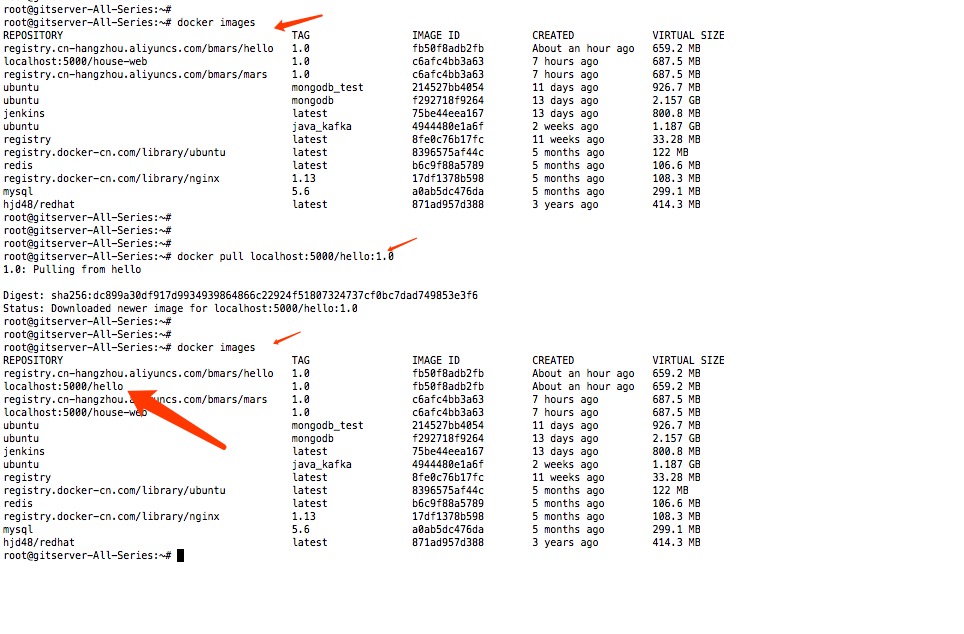 root@gitserver-All-Series:~#
root@gitserver-All-Series:~# docker images
REPOSITORY TAG IMAGE ID CREATED VIRTUAL SIZE
registry.cn-hangzhou.aliyuncs.com/bmars/hello 1.0 fb50f8adb2fb About an hour ago 659.2 MB
localhost:5000/house-web 1.0 c6afc4bb3a63 7 hours ago 687.5 MB
registry.cn-hangzhou.aliyuncs.com/bmars/mars 1.0 c6afc4bb3a63 7 hours ago 687.5 MB
ubuntu mongodb_test 214527bb4054 11 days ago 926.7 MB
ubuntu mongodb f292718f9264 13 days ago 2.157 GB
jenkins latest 75be44eea167 13 days ago 800.8 MB
ubuntu java_kafka 4944480e1a6f 2 weeks ago 1.187 GB
registry latest 8fe0c76b17fc 11 weeks ago 33.28 MB
registry.docker-cn.com/library/ubuntu latest 8396575af44c 5 months ago 122 MB
redis latest b6c9f88a5789 5 months ago 106.6 MB
registry.docker-cn.com/library/nginx 1.13 17df1378b598 5 months ago 108.3 MB
mysql 5.6 a0ab5dc476da 5 months ago 299.1 MB
hjd48/redhat latest 871ad957d388 3 years ago 414.3 MB
root@gitserver-All-Series:~#
root@gitserver-All-Series:~#
root@gitserver-All-Series:~#
root@gitserver-All-Series:~# docker pull localhost:5000/hello:1.0
1.0: Pulling from hello
Digest: sha256:dc899a30df917d9934939864866c22924f51807324737cf0bc7dad749853e3f6
Status: Downloaded newer image for localhost:5000/hello:1.0
root@gitserver-All-Series:~#
root@gitserver-All-Series:~#
root@gitserver-All-Series:~# docker images
REPOSITORY TAG IMAGE ID CREATED VIRTUAL SIZE
registry.cn-hangzhou.aliyuncs.com/bmars/hello 1.0 fb50f8adb2fb About an hour ago 659.2 MB
localhost:5000/hello 1.0 fb50f8adb2fb About an hour ago 659.2 MB
registry.cn-hangzhou.aliyuncs.com/bmars/mars 1.0 c6afc4bb3a63 7 hours ago 687.5 MB
localhost:5000/house-web 1.0 c6afc4bb3a63 7 hours ago 687.5 MB
ubuntu mongodb_test 214527bb4054 11 days ago 926.7 MB
ubuntu mongodb f292718f9264 13 days ago 2.157 GB
jenkins latest 75be44eea167 13 days ago 800.8 MB
ubuntu java_kafka 4944480e1a6f 2 weeks ago 1.187 GB
registry latest 8fe0c76b17fc 11 weeks ago 33.28 MB
registry.docker-cn.com/library/ubuntu latest 8396575af44c 5 months ago 122 MB
redis latest b6c9f88a5789 5 months ago 106.6 MB
registry.docker-cn.com/library/nginx 1.13 17df1378b598 5 months ago 108.3 MB
mysql 5.6 a0ab5dc476da 5 months ago 299.1 MB
hjd48/redhat latest 871ad957d388 3 years ago 414.3 MB
root@gitserver-All-Series:~#